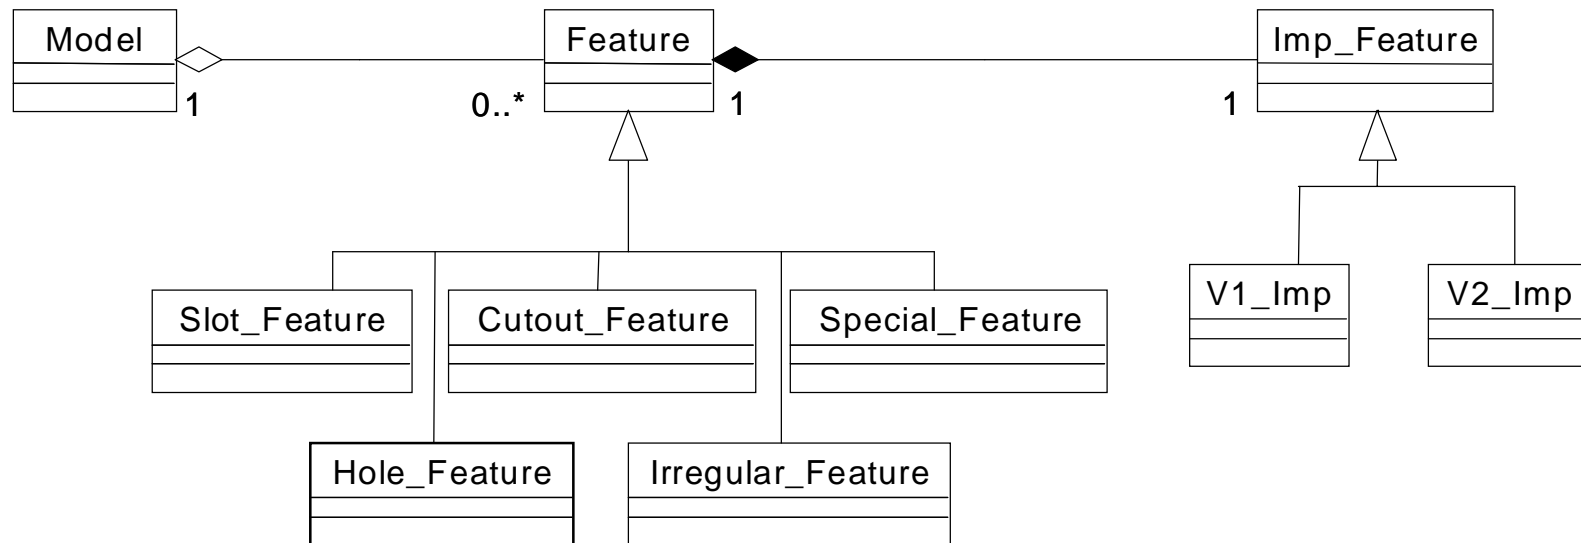 Model
Feature
Imp_Feature
1
0..*
1
1
V1_Imp
V2_Imp
Slot_Feature
Cutout_Feature
Special_Feature
Hole_Feature
Irregular_Feature